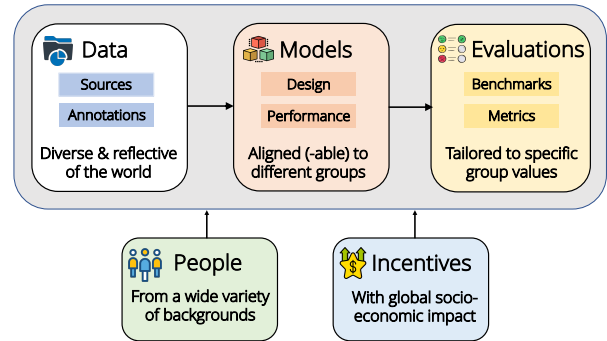 Data
Sources
Annotations
Diverse & reflective
of the world
Models
Design
Performance
Aligned (-able) to
different groups
Evaluations
Benchmarks
Metrics
Tailored to specific
group values
People
From a wide variety
of backgrounds
$
Incentives
With global socio-
economic impact